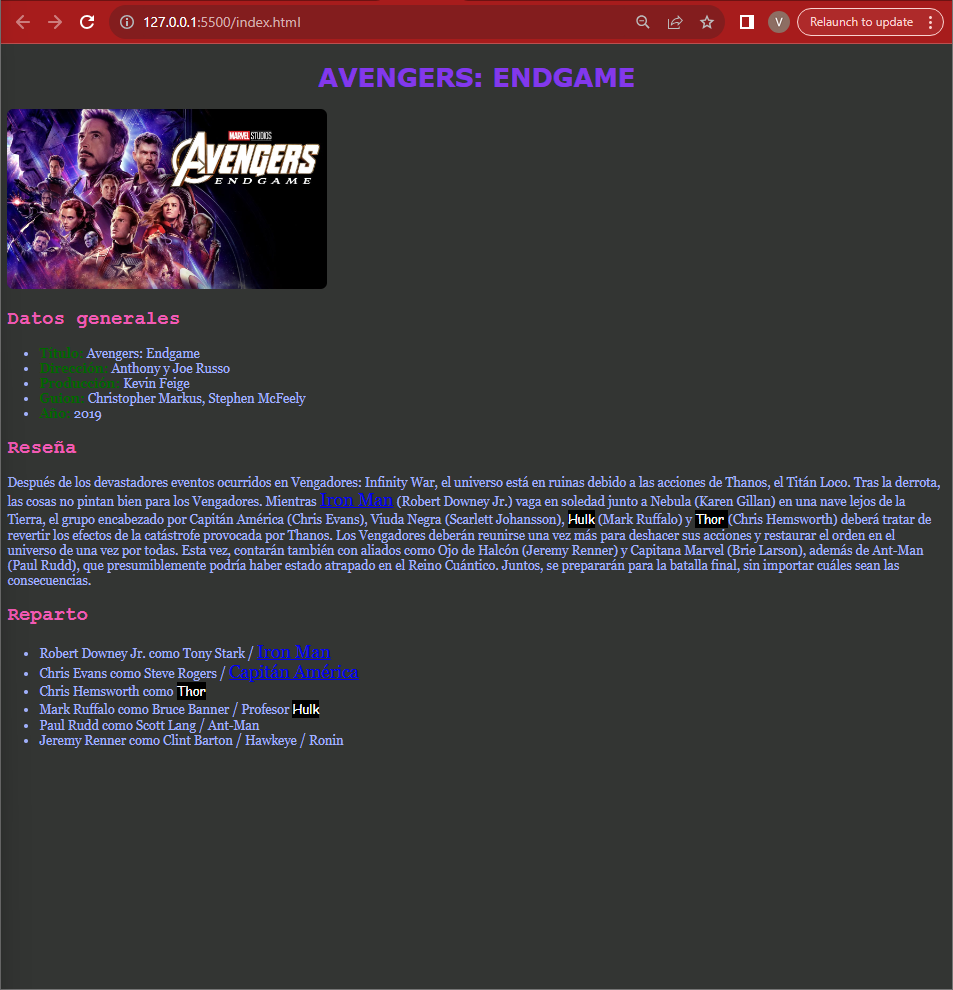 127.0.0.1:5500/index.html
V
Relaunch to update
AVENGERS: ENDGAME
MARVEL STUDIOS
AVENGERS
ENDGAME
Datos generales
Título: Avengers: Endgame
Dirección: Anthony y Joe Russo
Producción: Kevin Feige
Guion: Christopher Markus, Stephen McFeely
Año: 2019
Reseña
Después de los devastadores eventos ocurridos en Vengadores: Infinity War, el universo está en ruinas debido a las acciones de Thanos, el Titán Loco. Tras la derrota,
las cosas no pintan bien para los Vengadores. Mientras Iron Man (Robert Downey Jr.) vaga en soledad junto a Nebula (Karen Gillan) en una nave lejos de la
Tierra, el grupo encabezado por Capitán América (Chris Evans), Viuda Negra (Scarlett Johansson), Hulk (Mark Ruffalo) y Thor (Chris Hemsworth) deberá tratar de
revertir los efectos de la catástrofe provocada por Thanos. Los Vengadores deberán reunirse una vez más para deshacer sus acciones y restaurar el orden en el
universo de una vez por todas. Esta vez, contarán también con aliados como Ojo de Halcón (Jeremy Renner) y Capitana Marvel (Brie Larson), además de Ant-Man
(Paul Rudd), que presumiblemente podría haber estado atrapado en el Reino Cuántico. Juntos, se prepararán para la batalla final, sin importar cuáles sean las
consecuencias.
Reparto
Robert Downey Jr. como Tony Stark / Iron Man
Chris Evans como Steve Rogers / Capitán América
Chris Hemsworth como Thor
Mark Ruffalo como Bruce Banner / Profesor Hulk
Paul Rudd como Scott Lang / Ant-Man
Jeremy Renner como Clint Barton / Hawkeye / Ronin